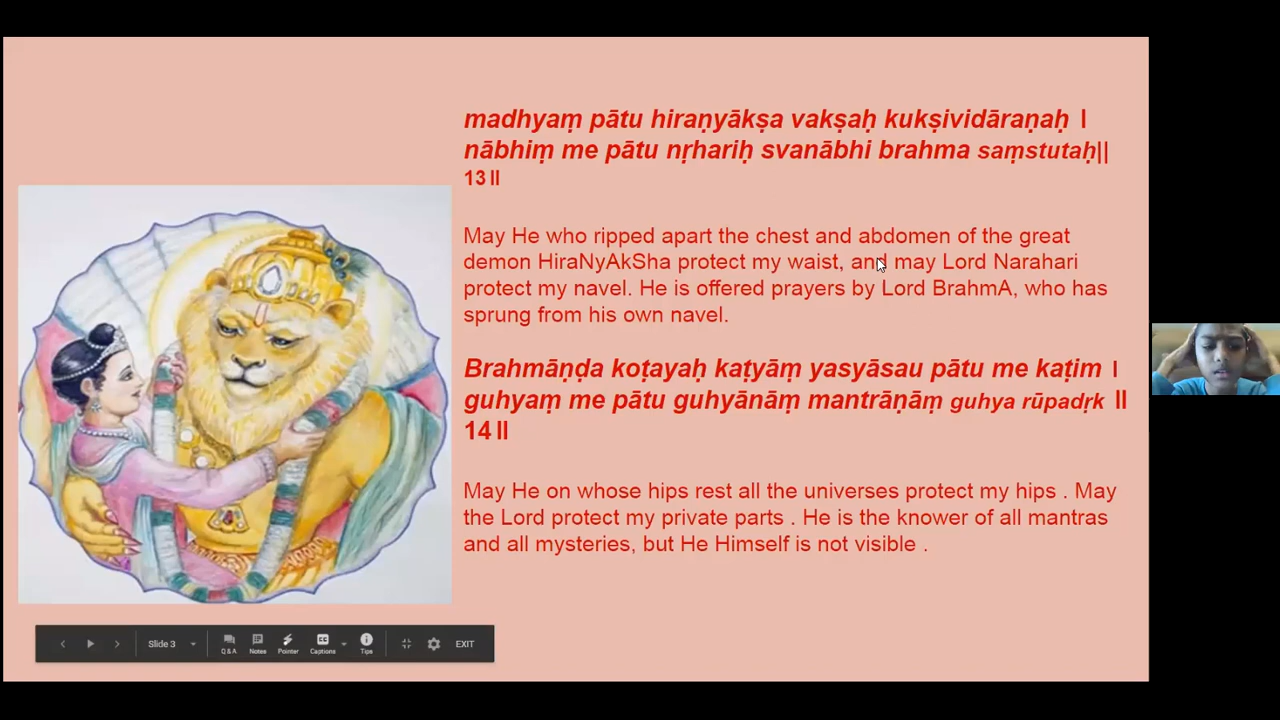 madhyaṃ pātu hiraṇyākṣa vakṣaḥ kukṣividāraṇaḥ ।
nābhiṃ me pātu nṛhariḥ svanābhi brahma saṃstutaḥ||
13॥
May He who ripped apart the chest and abdomen of the great
demon HiraNyAkSha protect my waist, and may Lord Narahari
protect my navel. He is offered prayers by Lord BrahmA, who has
sprung from his own navel.
Brahmāṇḍa koṭayaḥ kaṭyāṃ yasyāsau pātu me kaṭim ।
guhyaṃ me pātu guhyānāṃ mantrāṇāṃ guhya rūpadṛk ॥
14॥
May He on whose hips rest all the universes protect my hips . May
the Lord protect my private parts . He is the knower of all mantras
and all mysteries, but He Himself is not visible .
Slide 3
Q & A Notes Pointer Captions Tips EXIT